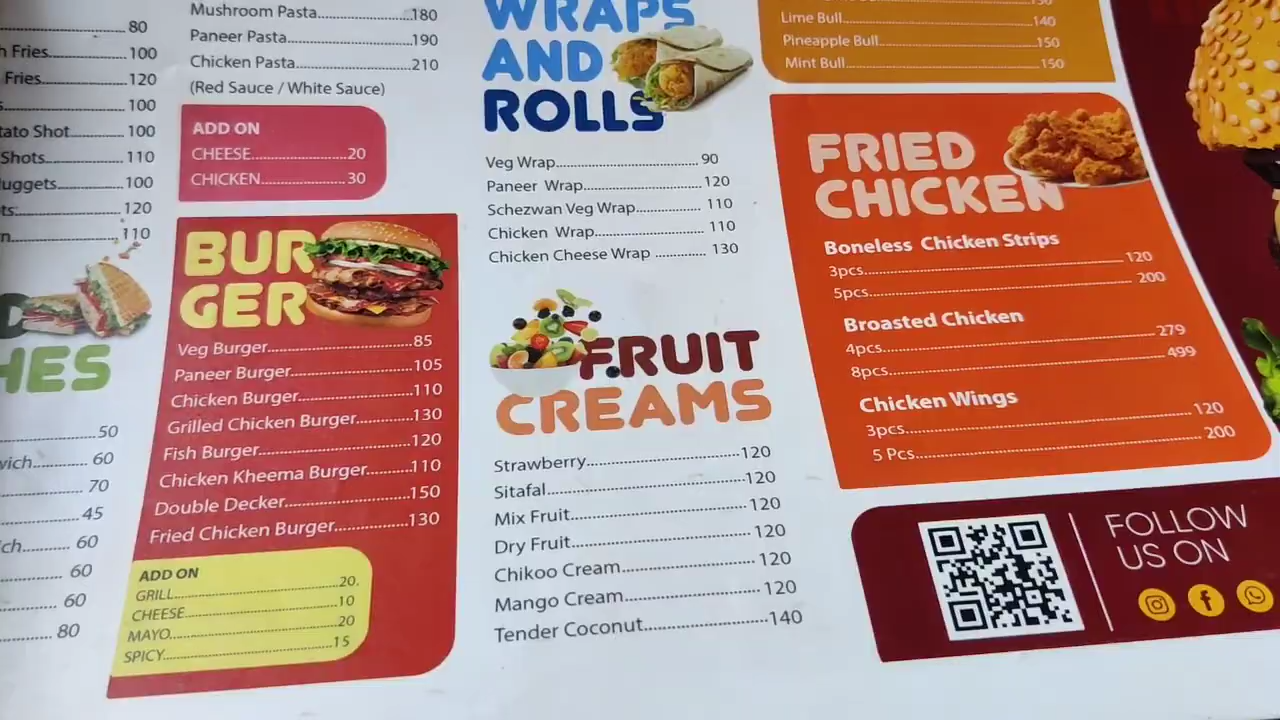 80
Fries 100
Fries 120
100
Shot 100
Shots 110
100
120
110
HES
50
60
70
45
60
60
60
80
Mushroom Pasta 180
Paneer Pasta 190
Chicken Pasta 210
(Red Sauce / White Sauce)
ADD ON
CHEESE 20
CHICKEN 30
BUR
GER
Veg Burger 85
Paneer Burger 105
Chicken Burger 110
Grilled Chicken Burger 130
Fish Burger 120
Chicken Kheema Burger 110
Double Decker 150
Fried Chicken Burger 130
ADD ON
GRILL 20
CHEESE 10
MAYO 20
SPICY 15
WRAPS
AND
ROLLS
Veg Wrap 90
Paneer Wrap 120
Schezwan Veg Wrap 110
Chicken Wrap 110
Chicken Cheese Wrap 130
FRUIT
CREAMS
Strawberry 120
Sitafal 120
Mix Fruit 120
Dry Fruit 120
Chikoo Cream 120
Mango Cream 120
Tender Coconut 140
Lime Bull 140
Pineapple Bull 150
Mint Bull 150
FRIED
CHICKEN
Boneless Chicken Strips
3pcs 120
5pcs 200
Broasted Chicken
4pcs 279
8pcs 499
Chicken Wings
3pcs 120
5 Pcs 200
FOLLOW
US ON